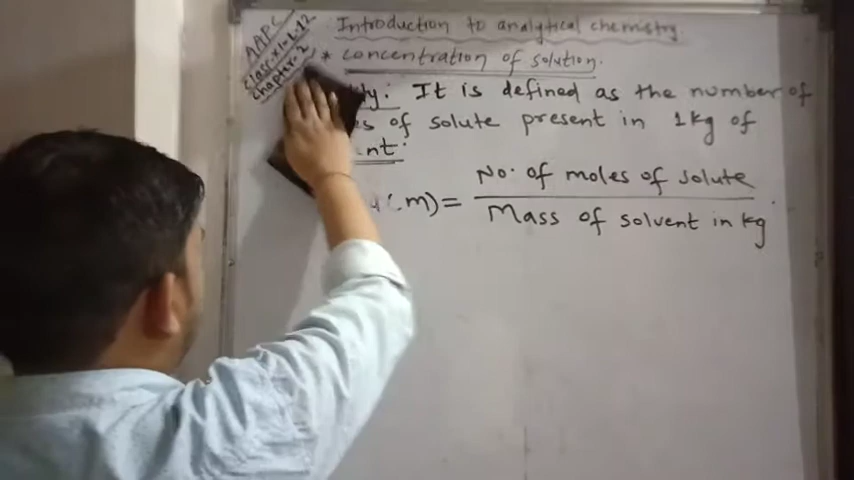 AAPC
Class:XI L-12
chapter-2
Introduction to analytical chemistry.
* concentration of solution.
It is defined as the number of
of solute present in 1kg of
(m) = No. of moles of solute
Mass of solvent in kg